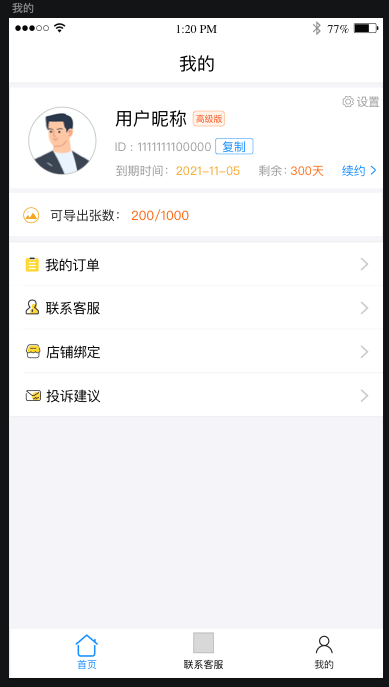 我的
1:20 PM 77%
我的
设置
用户昵称 高级版
ID：1111111100000 复制
到期时间：2021-11-05 剩余：300天 续约
可导出张数： 200/1000
我的订单
联系客服
店铺绑定
投诉建议
首页 联系客服 我的